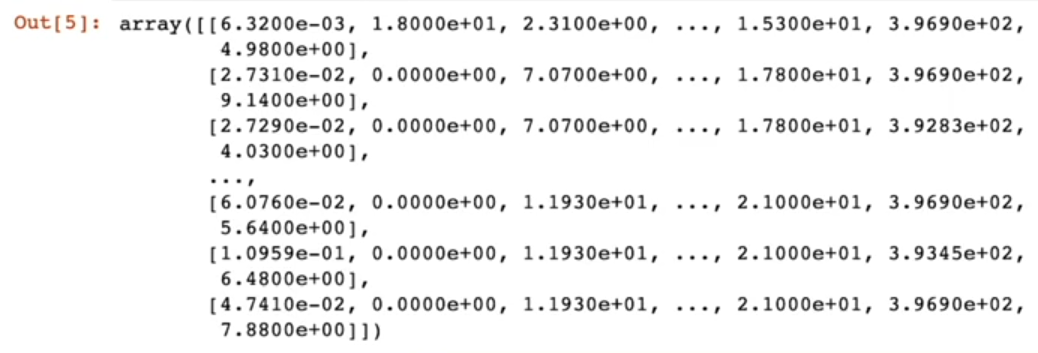 Out[5]: array([[6.3200e-03, 1.8000e+01, 2.3100e+00, ..., 1.5300e+01, 3.9690e+02,
4.9800e+00],
[2.7310e-02, 0.0000e+00, 7.0700e+00, ..., 1.7800e+01, 3.9690e+02,
9.1400e+00],
[2.7290e-02, 0.0000e+00, 7.0700e+00, ..., 1.7800e+01, 3.9283e+02,
4.0300e+00],
...,
[6.0760e-02, 0.0000e+00, 1.1930e+01, ..., 2.1000e+01, 3.9690e+02,
5.6400e+00],
[1.0959e-01, 0.0000e+00, 1.1930e+01, ..., 2.1000e+01, 3.9345e+02,
6.4800e+00],
[4.7410e-02, 0.0000e+00, 1.1930e+01, ..., 2.1000e+01, 3.9690e+02,
7.8800e+00]])